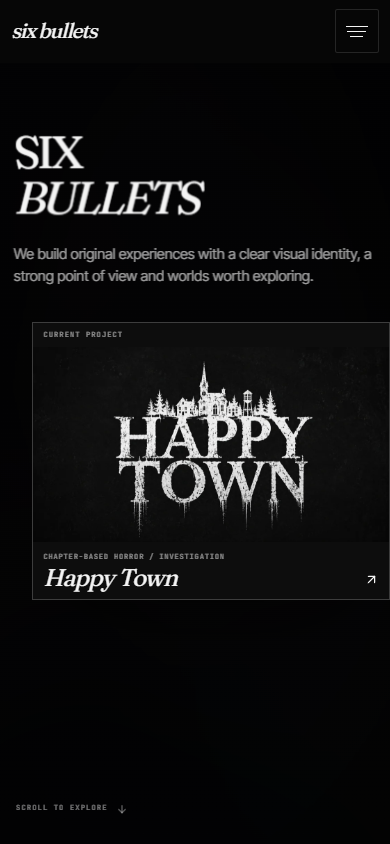 six bullets
SIX
BULLETS
We build original experiences with a clear visual identity, a
strong point of view and worlds worth exploring.
CURRENT PROJECT
HAPPY
TOWN
CHAPTER-BASED HORROR / INVESTIGATION
Happy Town
SCROLL TO EXPLORE